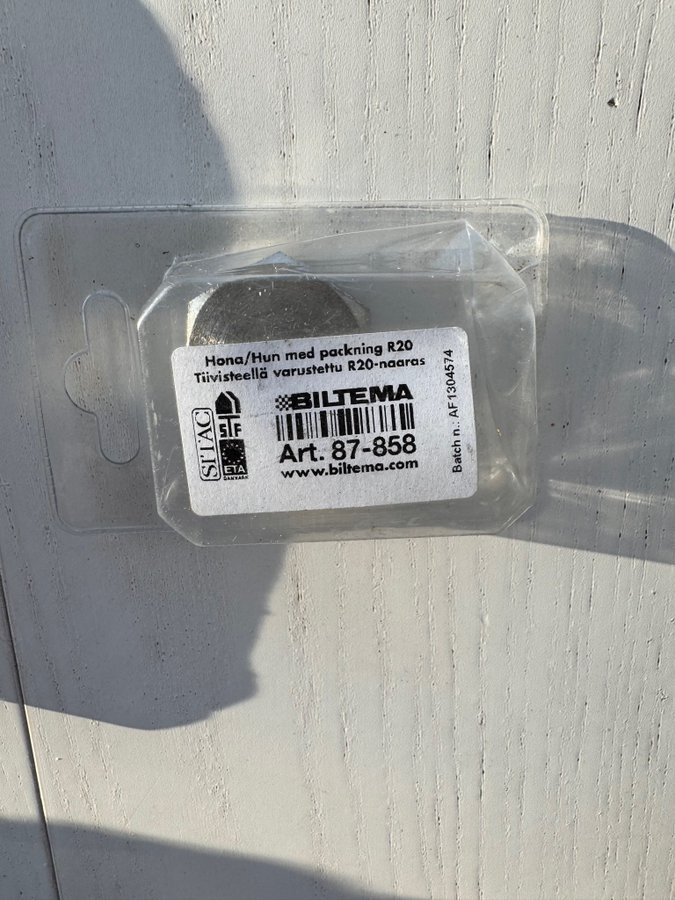 Hona/Hun med packning R20
Tiivisteellä varustettu R20-naaras
BILTEMA
Art. 87-858
www.biltema.com
SITAC
STF
ETA
DANMARK
Batch n.: AF1304574